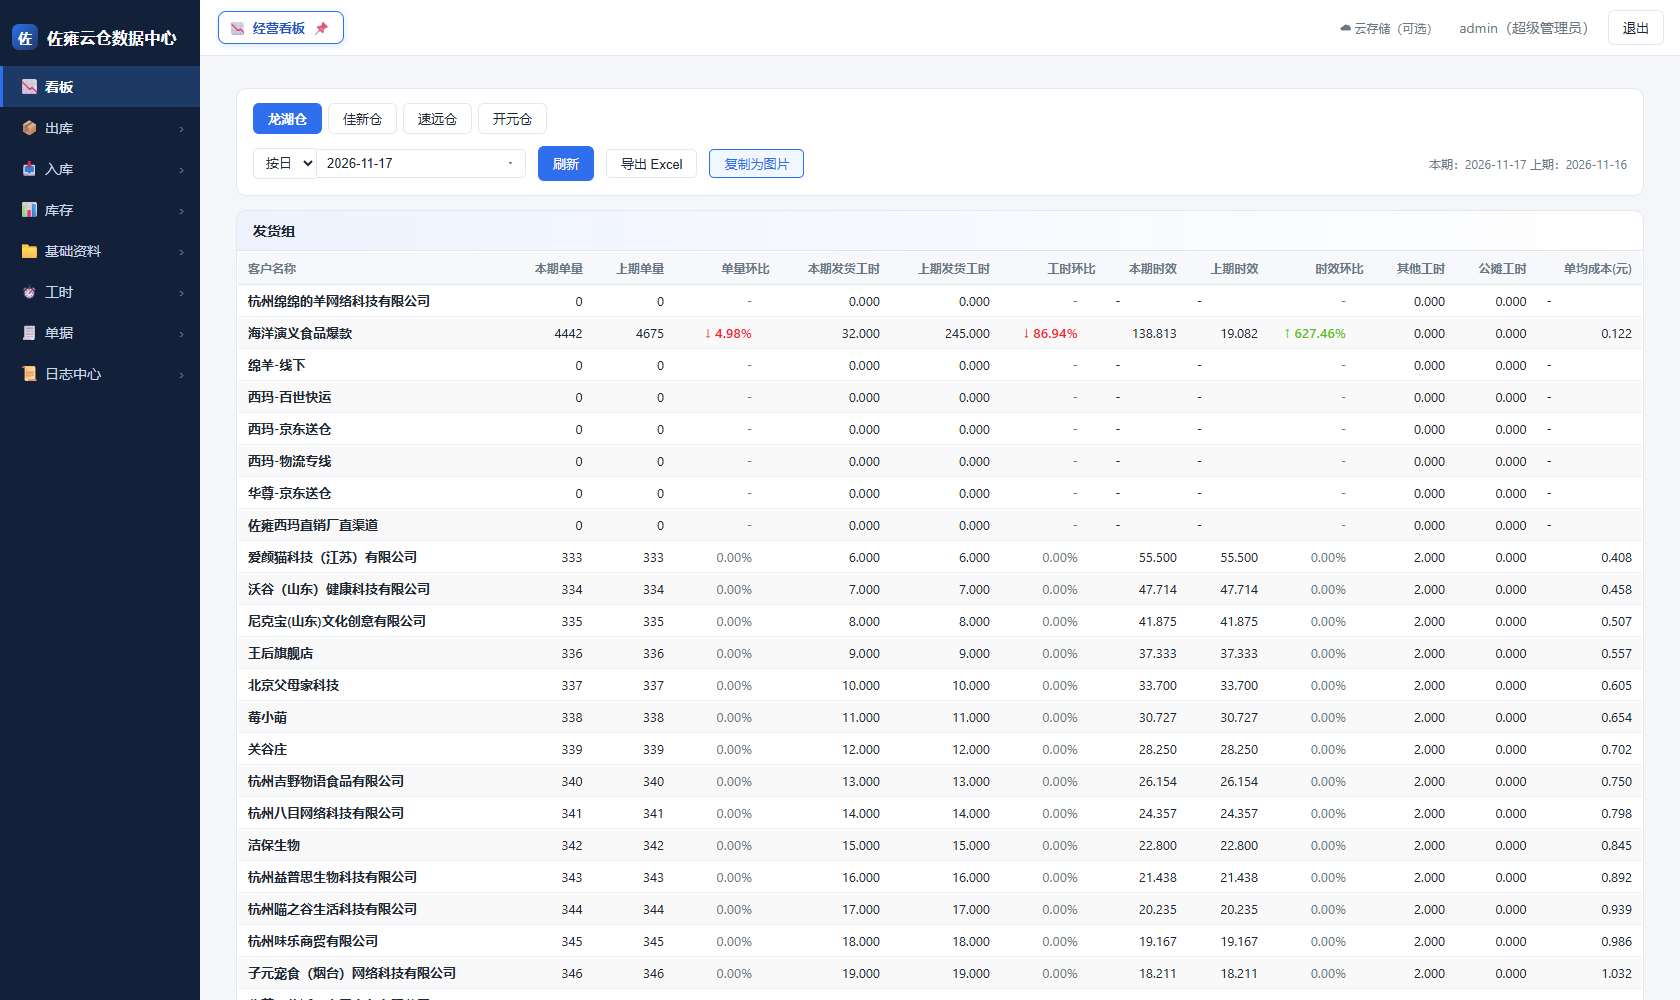 佐 佐雍云仓数据中心
看板
出库
入库
库存
基础资料
工时
单据
日志中心
经营看板
云存储（可选） admin（超级管理员） 退出
龙湖仓 佳新仓 速远仓 开元仓
按日 2026-11-17 刷新 导出 Excel 复制为图片 本期：2026-11-17 上期：2026-11-16
发货组
客户名称 本期单量 上期单量 单量环比 本期发货工时 上期发货工时 工时环比 本期时效 上期时效 时效环比 其他工时 公摊工时 单均成本(元)
杭州绵绵的羊网络科技有限公司 0 0 - 0.000 0.000 - - - - 0.000 0.000 -
海洋演义食品爆款 4442 4675 ↓ 4.98% 32.000 245.000 ↓ 86.94% 138.813 19.082 ↑ 627.46% 0.000 0.000 0.122
绵羊-线下 0 0 - 0.000 0.000 - - - - 0.000 0.000 -
西玛-百世快运 0 0 - 0.000 0.000 - - - - 0.000 0.000 -
西玛-京东送仓 0 0 - 0.000 0.000 - - - - 0.000 0.000 -
西玛-物流专线 0 0 - 0.000 0.000 - - - - 0.000 0.000 -
华尊-京东送仓 0 0 - 0.000 0.000 - - - - 0.000 0.000 -
佐雍西玛直销厂直渠道 0 0 - 0.000 0.000 - - - - 0.000 0.000 -
爱颜猫科技（江苏）有限公司 333 333 0.00% 6.000 6.000 0.00% 55.500 55.500 0.00% 2.000 0.000 0.408
沃谷（山东）健康科技有限公司 334 334 0.00% 7.000 7.000 0.00% 47.714 47.714 0.00% 2.000 0.000 0.458
尼克宝(山东)文化创意有限公司 335 335 0.00% 8.000 8.000 0.00% 41.875 41.875 0.00% 2.000 0.000 0.507
王后旗舰店 336 336 0.00% 9.000 9.000 0.00% 37.333 37.333 0.00% 2.000 0.000 0.557
北京父母家科技 337 337 0.00% 10.000 10.000 0.00% 33.700 33.700 0.00% 2.000 0.000 0.605
莓小萌 338 338 0.00% 11.000 11.000 0.00% 30.727 30.727 0.00% 2.000 0.000 0.654
关谷庄 339 339 0.00% 12.000 12.000 0.00% 28.250 28.250 0.00% 2.000 0.000 0.702
杭州吉野物语食品有限公司 340 340 0.00% 13.000 13.000 0.00% 26.154 26.154 0.00% 2.000 0.000 0.750
杭州八目网络科技有限公司 341 341 0.00% 14.000 14.000 0.00% 24.357 24.357 0.00% 2.000 0.000 0.798
洁保生物 342 342 0.00% 15.000 15.000 0.00% 22.800 22.800 0.00% 2.000 0.000 0.845
杭州益普思生物科技有限公司 343 343 0.00% 16.000 16.000 0.00% 21.438 21.438 0.00% 2.000 0.000 0.892
杭州喵之谷生活科技有限公司 344 344 0.00% 17.000 17.000 0.00% 20.235 20.235 0.00% 2.000 0.000 0.939
杭州味乐商贸有限公司 345 345 0.00% 18.000 18.000 0.00% 19.167 19.167 0.00% 2.000 0.000 0.986
子元宠食（烟台）网络科技有限公司 346 346 0.00% 19.000 19.000 0.00% 18.211 18.211 0.00% 2.000 0.000 1.032